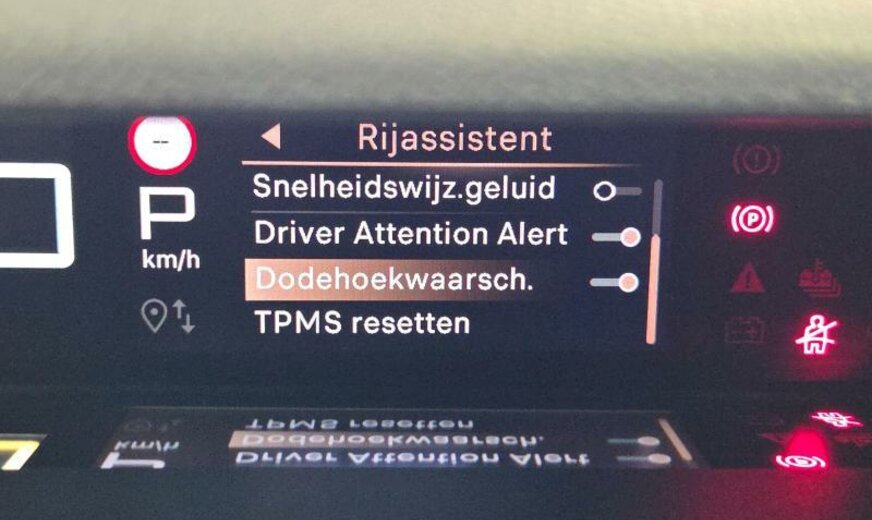 --
Rijassistent
Snelheidswijz.geluid
P
Driver Attention Alert
km/h
Dodehoekwaarsch.
TPMS resetten
(P)